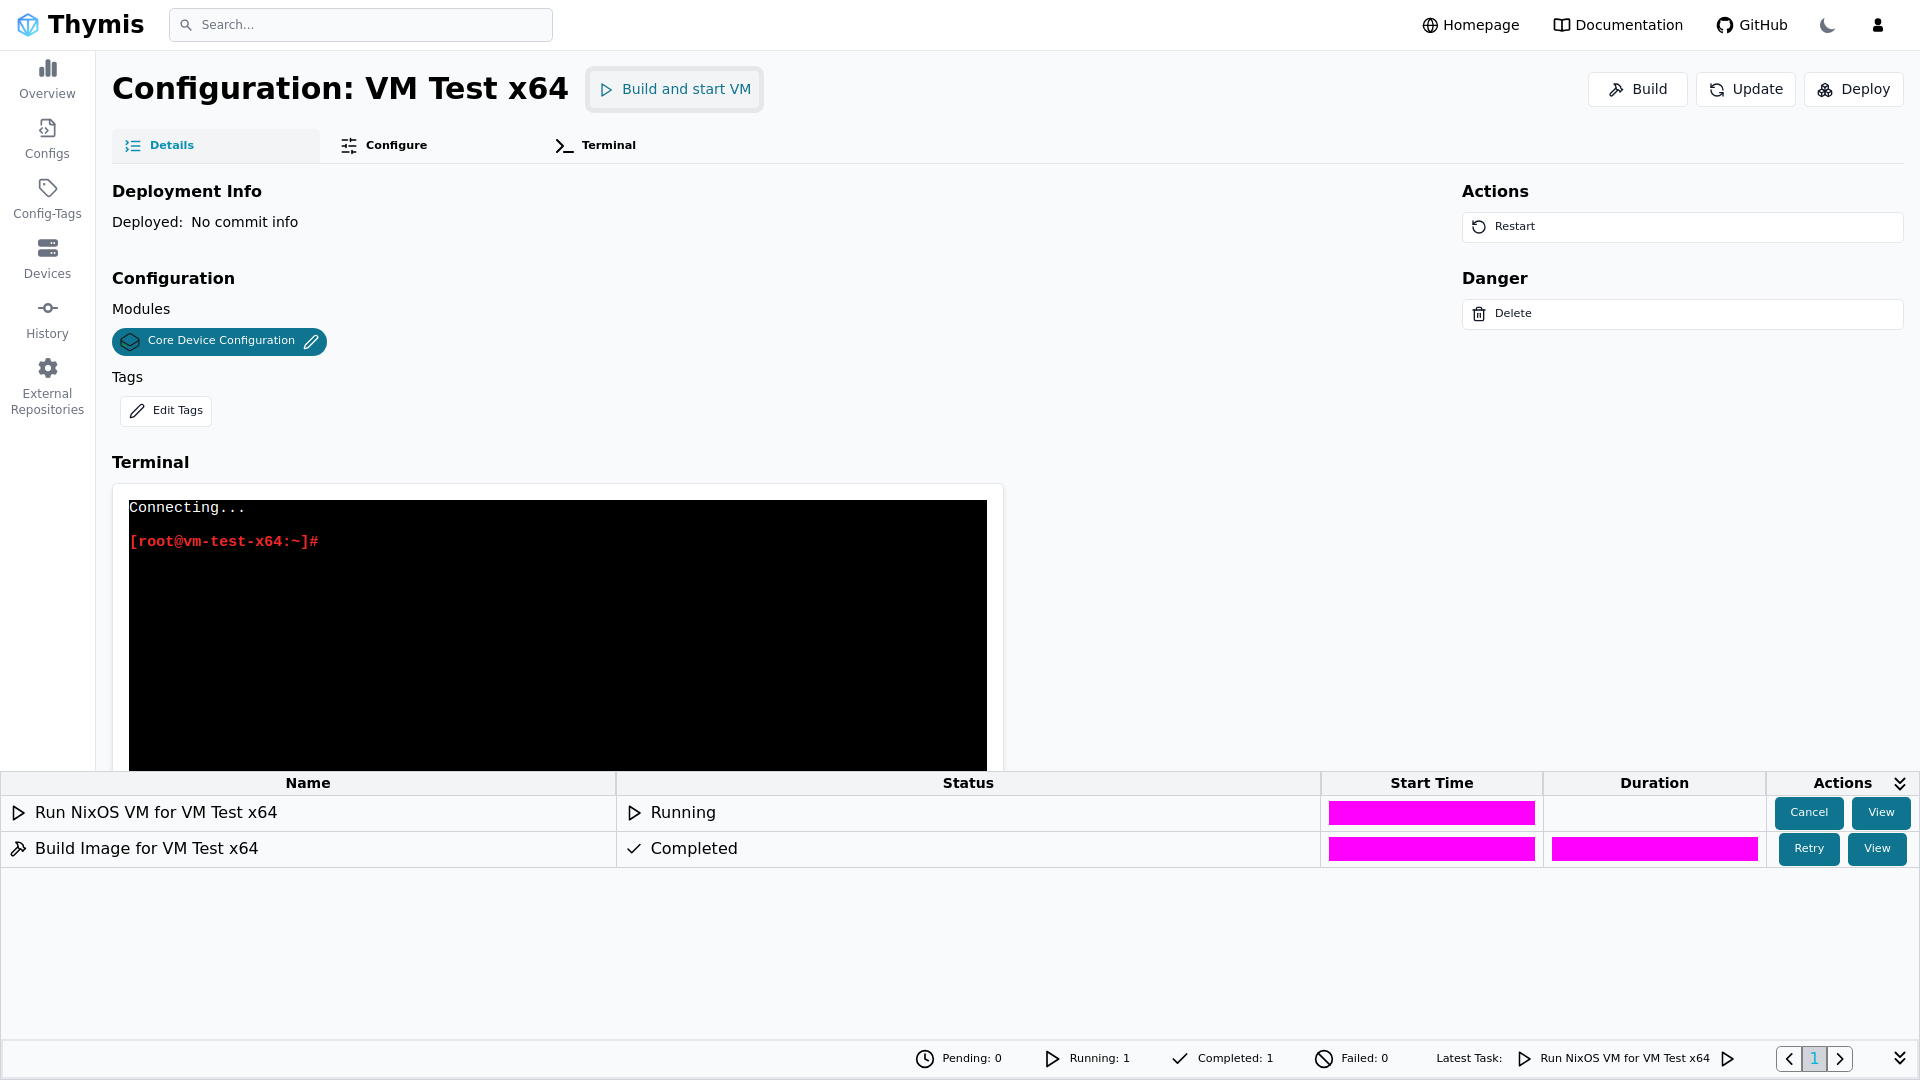 Thymis
Search...
Homepage
Documentation
GitHub
Overview
Configs
Config-Tags
Devices
History
External
Repositories
Configuration: VM Test x64
Build and start VM
Build
Update
Deploy
Details
Configure
Terminal
Deployment Info
Deployed: No commit info
Configuration
Modules
Core Device Configuration
Tags
Edit Tags
Actions
Restart
Danger
Delete
Terminal
Connecting...
[root@vm-test-x64:~]#
Name Status Start Time Duration Actions
Run NixOS VM for VM Test x64 Running Cancel View
Build Image for VM Test x64 Completed Retry View
Pending: 0 Running: 1 Completed: 1 Failed: 0 Latest Task: Run NixOS VM for VM Test x64 1